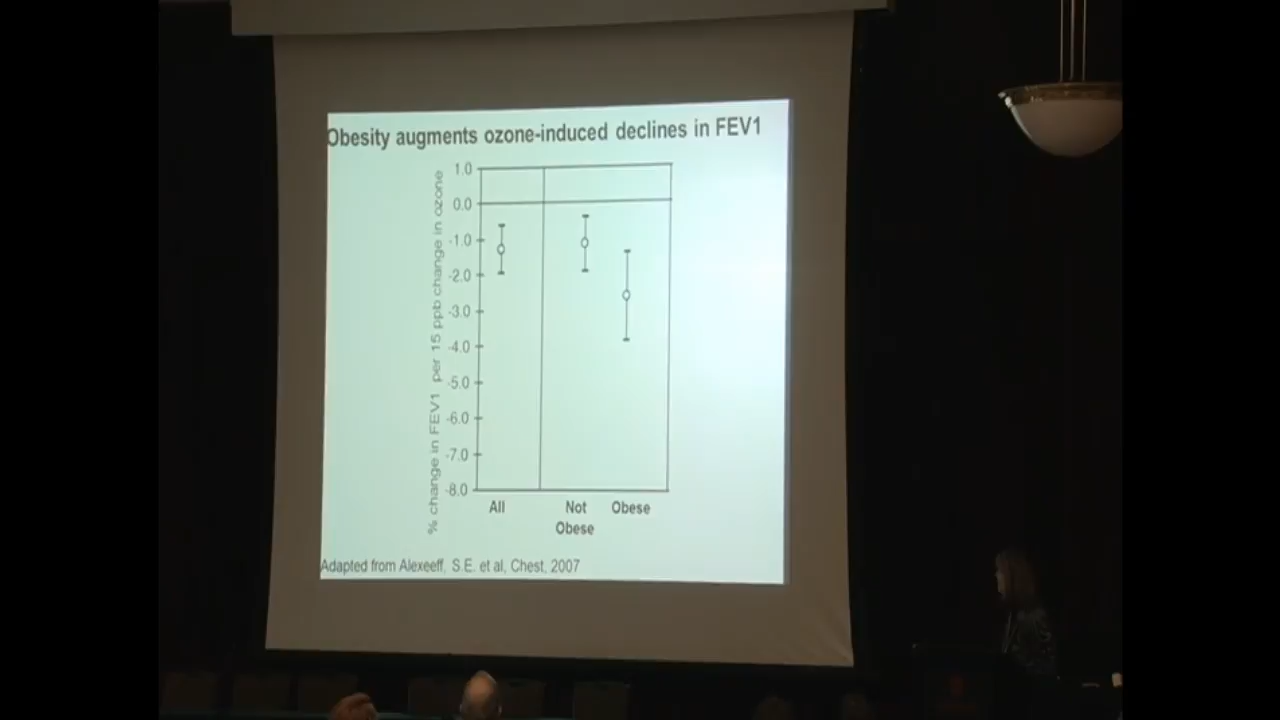 Obesity augments ozone-induced declines in FEV1
% change in FEV1 per 15 ppb change in ozone
1.0
0.0
-1.0
-2.0
-3.0
-4.0
-5.0
-6.0
-7.0
-8.0
All
Not
Obese
Obese
Adapted from Alexeeff, S.E. et al, Chest, 2007